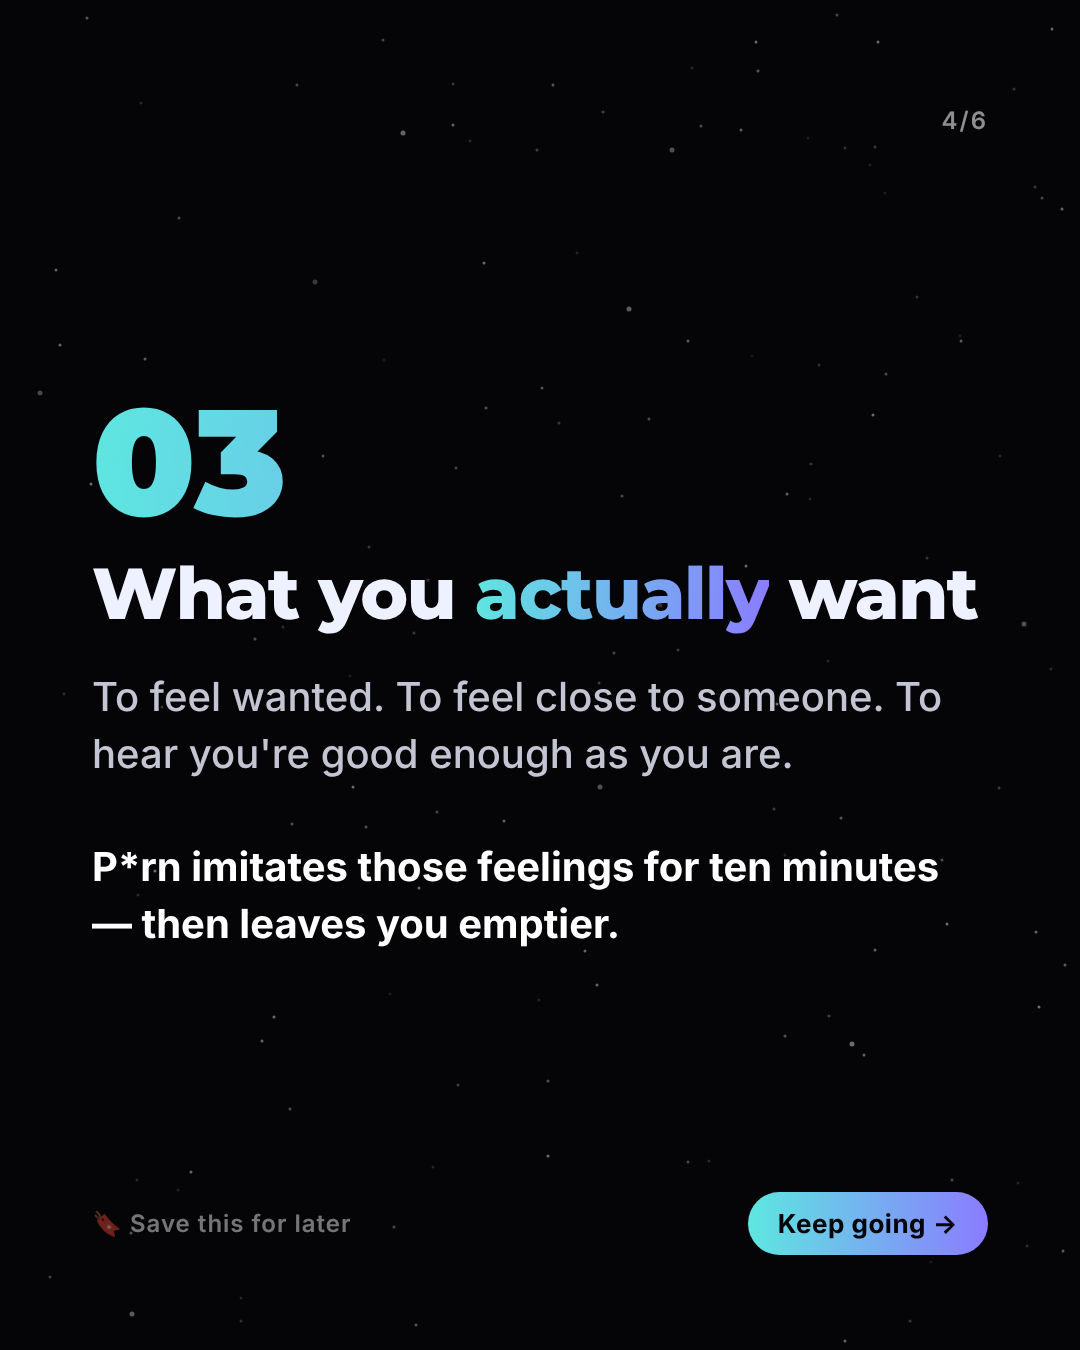 4/6
03
What you actually want
To feel wanted. To feel close to someone. To
hear you're good enough as you are.
P*rn imitates those feelings for ten minutes
— then leaves you emptier.
🔖 Save this for later
Keep going →